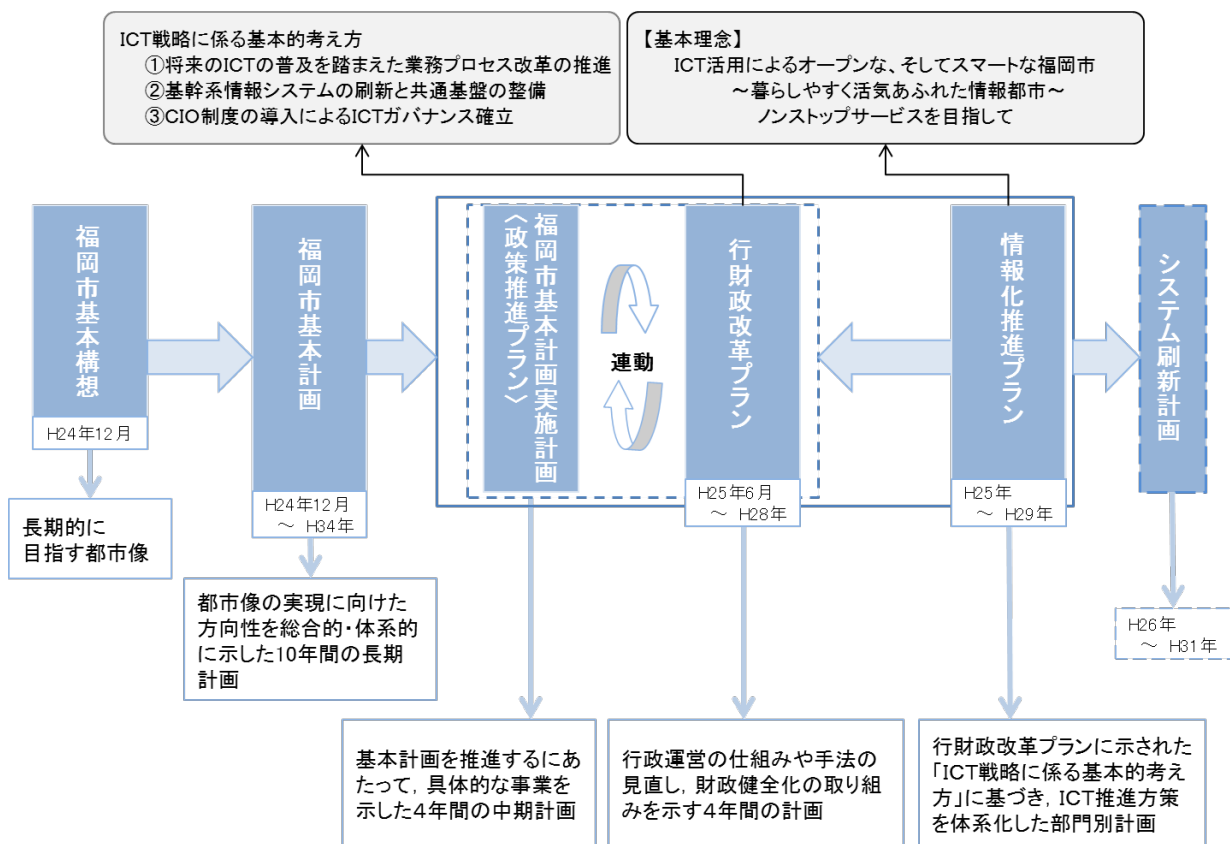 ICT戦略に係る基本的考え方
①将来のICTの普及を踏まえた業務プロセス改革の推進
②基幹系情報システムの刷新と共通基盤の整備
③CIO制度の導入によるICTガバナンス確立
【基本理念】
ICT活用によるオープンな、そしてスマートな福岡市
～暮らしやすく活気あふれた情報都市～
ノンストップサービスを目指して
福岡市基本構想
H24年12月
長期的に
目指す都市像
福岡市基本計画
H24年12月
～ H34年
都市像の実現に向けた
方向性を総合的・体系的
に示した10年間の長期
計画
福岡市基本計画実施計画
〈政策推進プラン〉
連動
基本計画を推進するにあ
たって，具体的な事業を
示した4年間の中期計画
行財政改革プラン
H25年6月
～ H28年
行政運営の仕組みや手法の
見直し，財政健全化の取り組
みを示す4年間の計画
情報化推進プラン
H25年
～ H29年
行財政改革プランに示された
「ICT戦略に係る基本的考え
方」に基づき，ICT推進方策
を体系化した部門別計画
システム刷新計画
H26年
～ H31年